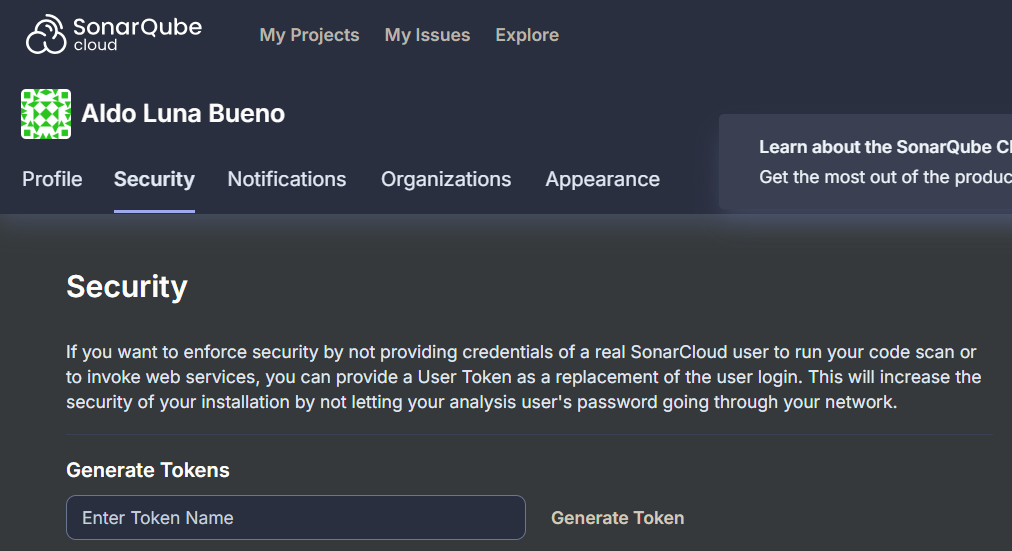 SonarQube
cloud
My Projects My Issues Explore
Aldo Luna Bueno
Profile Security Notifications Organizations Appearance
Learn about the SonarQube Cl
Get the most out of the produc
Security
If you want to enforce security by not providing credentials of a real SonarCloud user to run your code scan or
to invoke web services, you can provide a User Token as a replacement of the user login. This will increase the
security of your installation by not letting your analysis user's password going through your network.
Generate Tokens
Enter Token Name
Generate Token